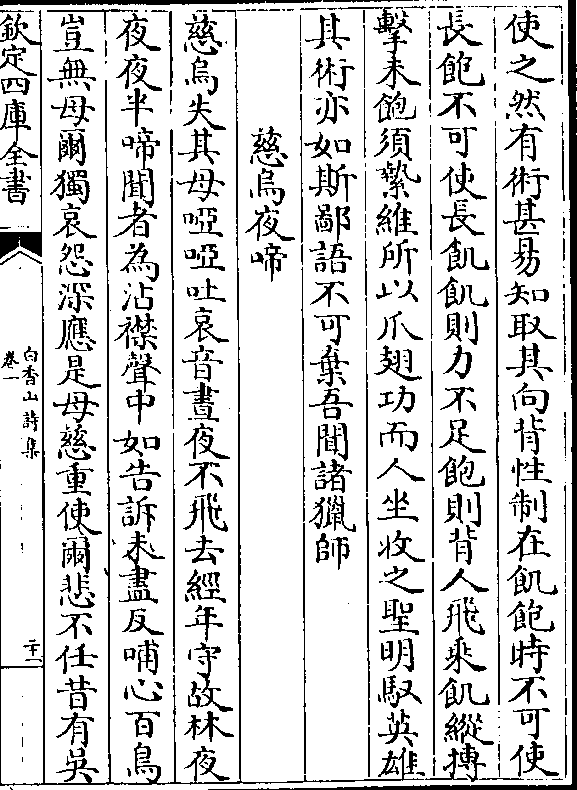 使之然有術甚易知取其向背性制在飢飽時不可使
長飽不可使長飢飢則力不足飽則背人飛乘飢縱摶
擊未飽須縶維所以爪翅功而人坐收之聖明馭英雄
其術亦如斯鄙語不可棄吾聞諸獵師
慈烏夜啼
慈烏失其母啞啞吐哀音晝夜不飛去經年守故林夜
夜夜半啼聞者為沾襟聲中如告訴未盡反哺心百鳥
豈無母爾獨哀怨深應是母慈重使爾悲不任昔有吳
欽定四庫全書
白香山詩集
卷一
二十二